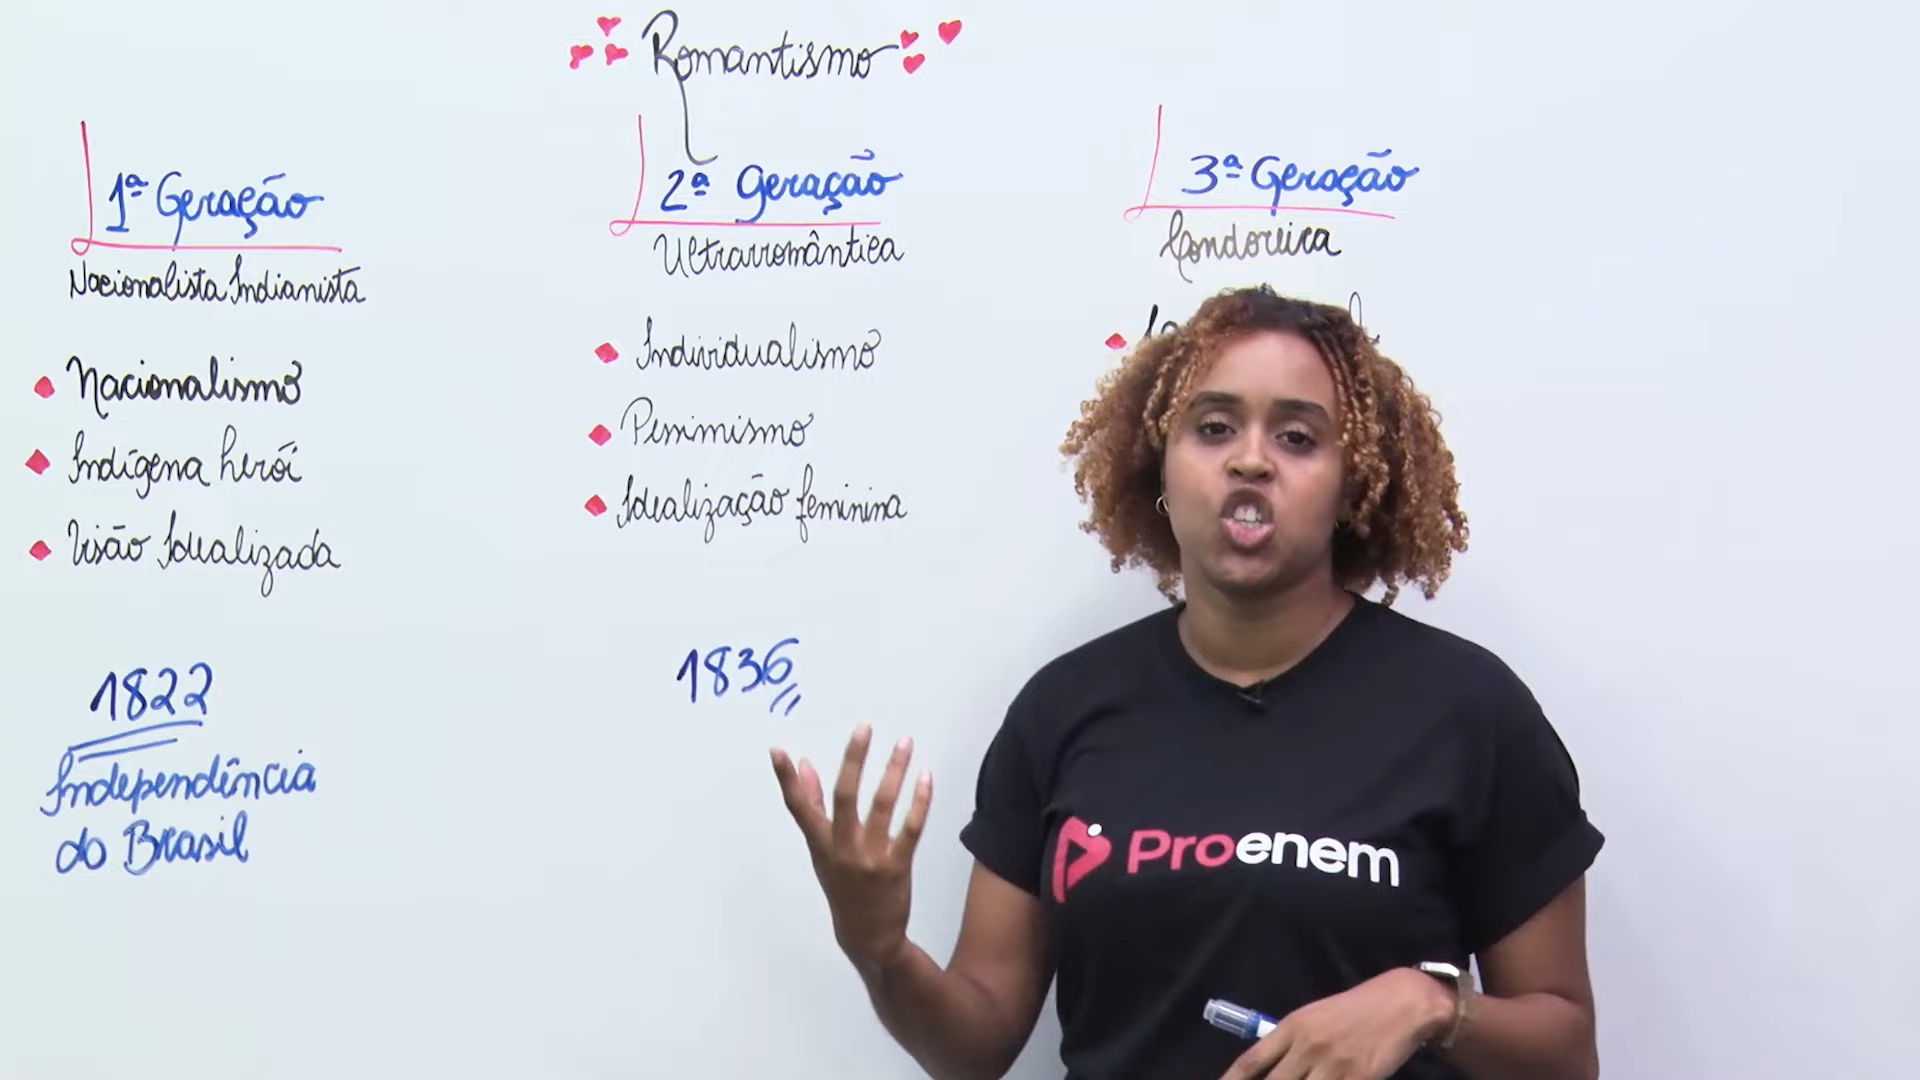 Romantismo
1ª Geração
Nacionalista Indianista
Nacionalismo
Indígena herói
Visão Idealizada
1822
Independência
do Brasil
2ª Geração
Ultrarromântica
Individualismo
Pessimismo
Idealização feminina
1836
3ª Geração
Condoreira
Proenem